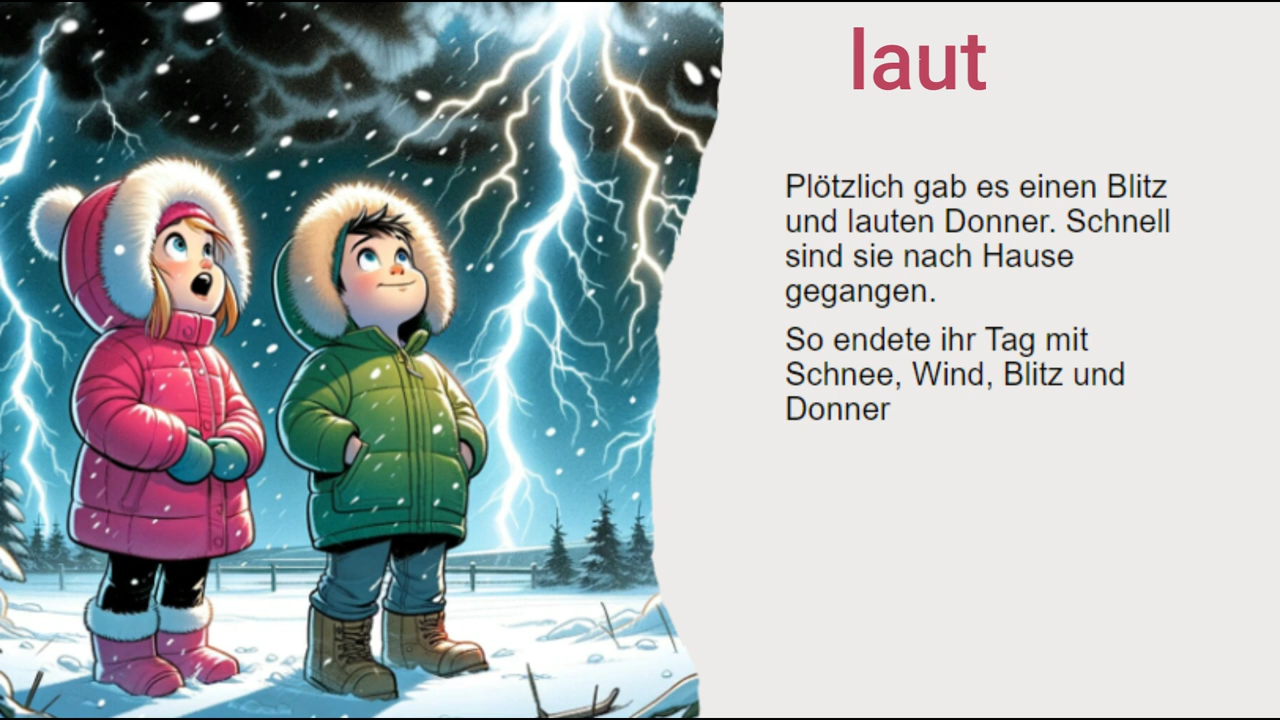 laut
Plötzlich gab es einen Blitz
und lauten Donner. Schnell
sind sie nach Hause
gegangen.
So endete ihr Tag mit
Schnee, Wind, Blitz und
Donner